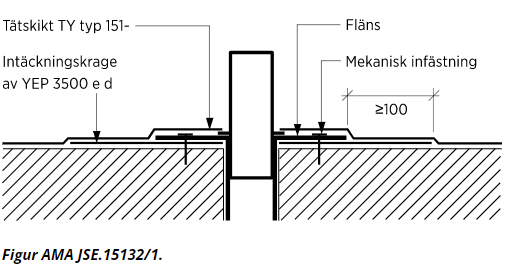 Tätskikt TY typ 151-
Fläns
Intäckningskrage
av YEP 3500 e d
Mekanisk infästning
≥100
Figur AMA JSE.15132/1.